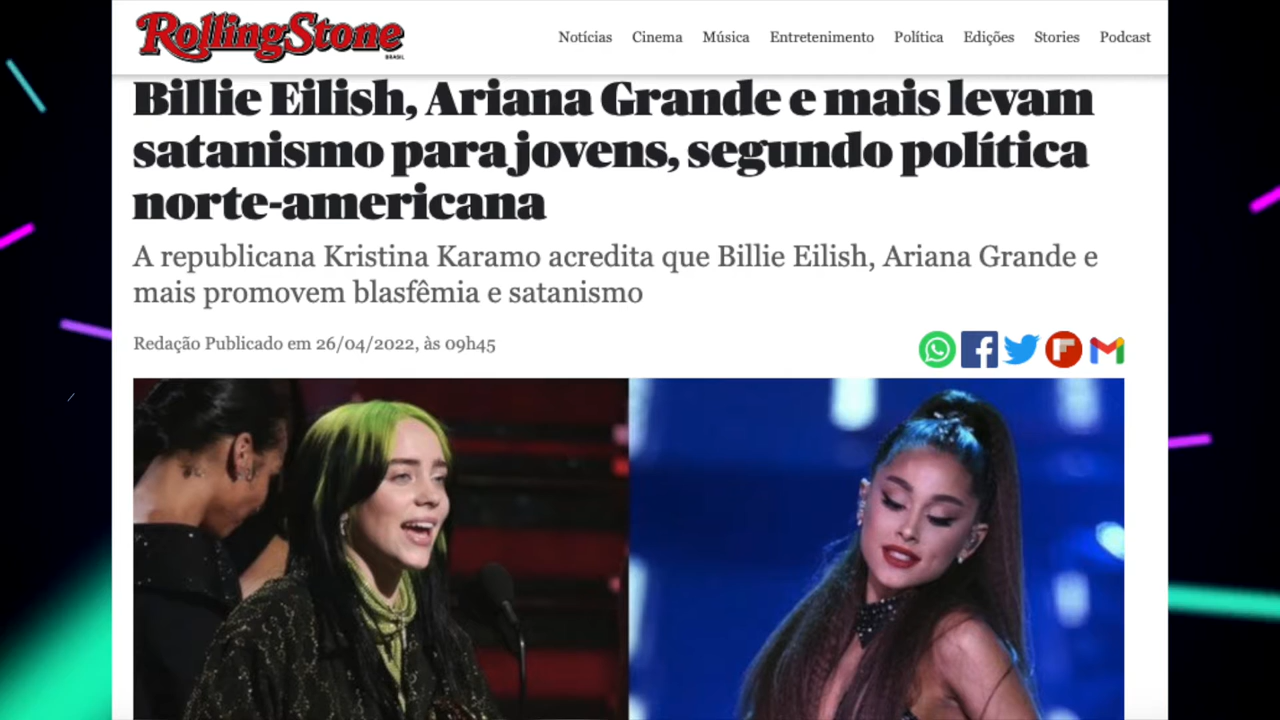 RollingStone
BRASIL
Notícias Cinema Música Entretenimento Política Edições Stories Podcast
Billie Eilish, Ariana Grande e mais levam
satanismo para jovens, segundo política
norte-americana
A republicana Kristina Karamo acredita que Billie Eilish, Ariana Grande e
mais promovem blasfêmia e satanismo
Redação Publicado em 26/04/2022, às 09h45